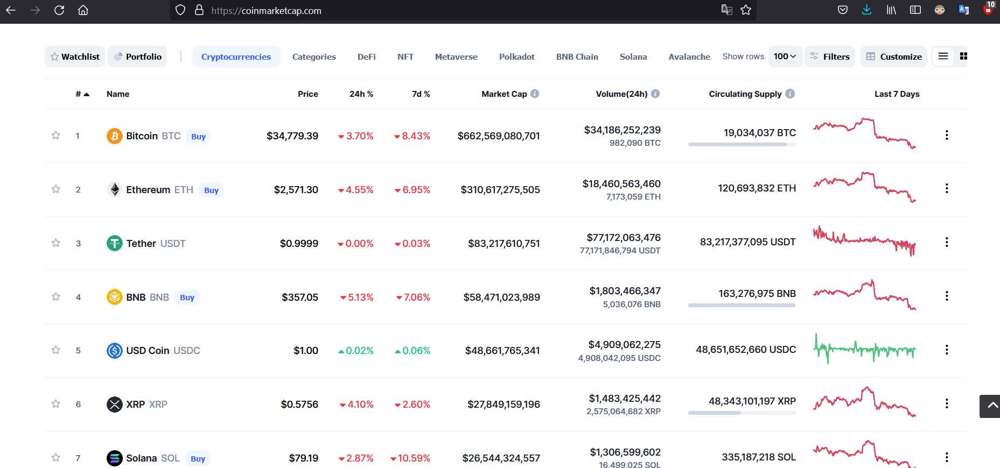 https://coinmarketcap.com
10
Watchlist Portfolio Cryptocurrencies Categories DeFi NFT Metaverse Polkadot BNB Chain Solana Avalanche Show rows 100 Filters Customize
# Name Price 24h % 7d % Market Cap Volume(24h) Circulating Supply Last 7 Days
1 Bitcoin BTC Buy $34,779.39 3.70% 8.43% $662,569,080,701 $34,186,252,239 19,034,037 BTC
982,090 BTC
2 Ethereum ETH Buy $2,571.30 4.55% 6.95% $310,617,275,505 $18,460,563,460 120,693,832 ETH
7,173,059 ETH
3 Tether USDT $0.9999 0.00% 0.03% $83,217,610,751 $77,172,063,476 83,217,377,095 USDT
77,171,846,794 USDT
4 BNB BNB Buy $357.05 5.13% 7.06% $58,471,023,989 $1,803,466,347 163,276,975 BNB
5,036,076 BNB
5 USD Coin USDC $1.00 0.02% 0.06% $48,661,765,341 $4,909,062,275 48,651,652,660 USDC
4,908,042,095 USDC
6 XRP XRP $0.5756 4.10% 2.60% $27,849,159,196 $1,483,425,442 48,343,101,197 XRP
2,575,064,682 XRP
7 Solana SOL Buy $79.19 2.87% 10.59% $26,544,324,557 $1,306,599,602 335,187,218 SOL
16,499,025 SOL